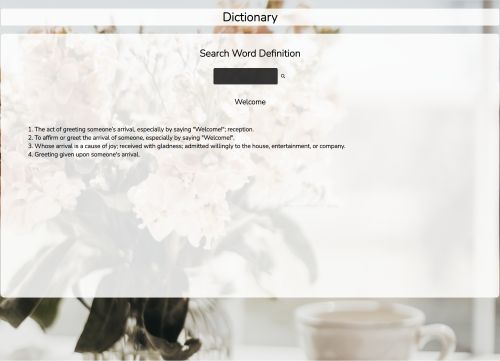 Dictionary
Search Word Definition
Welcome
1. The act of greeting someone's arrival, especially by saying "Welcome!"; reception.
2. To affirm or greet the arrival of someone, especially by saying "Welcome!".
3. Whose arrival is a cause of joy; received with gladness; admitted willingly to the house, entertainment, or company.
4. Greeting given upon someone's arrival.